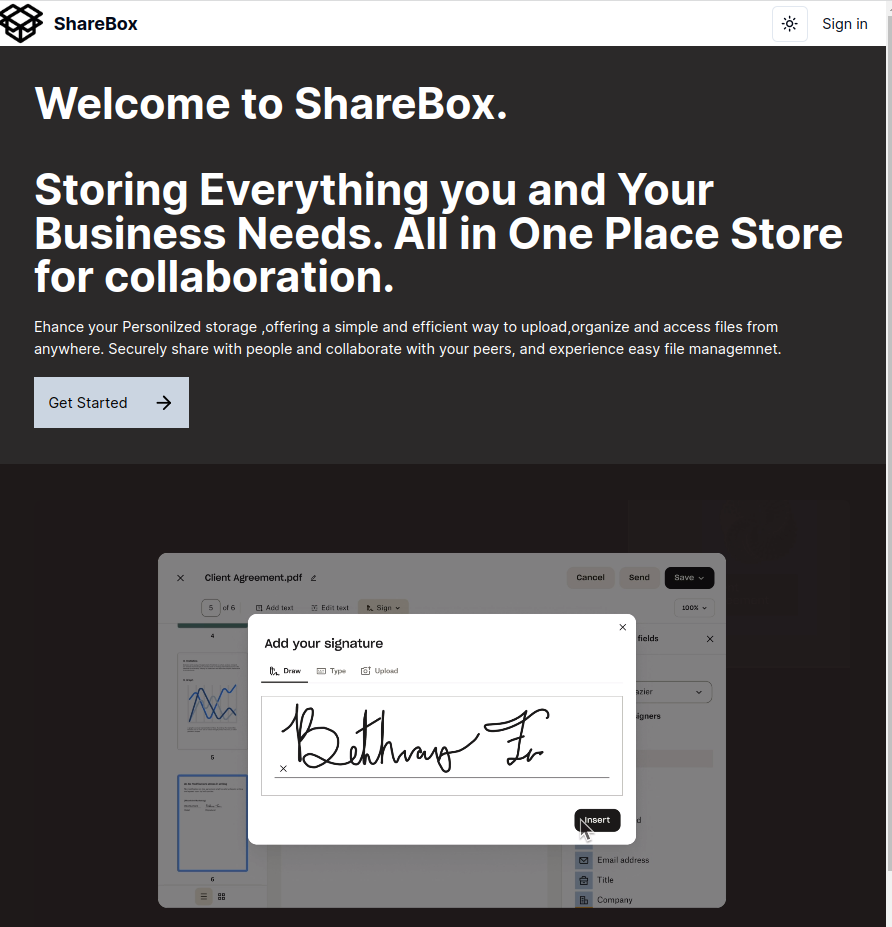 ShareBox
Sign in
Welcome to ShareBox.
Storing Everything you and Your
Business Needs. All in One Place Store
for collaboration.
Ehance your Personilzed storage ,offering a simple and efficient way to upload,organize and access files from
anywhere. Securely share with people and collaborate with your peers, and experience easy file managemnet.
Get Started
Client Agreement.pdf
Cancel
Send
Save
5 of 6
Add text
Edit text
Sign
100%
4
fields
Add your signature
Draw
Type
Upload
azier
igners
Bethany
5
Insert
d
Email address
Title
6
Company